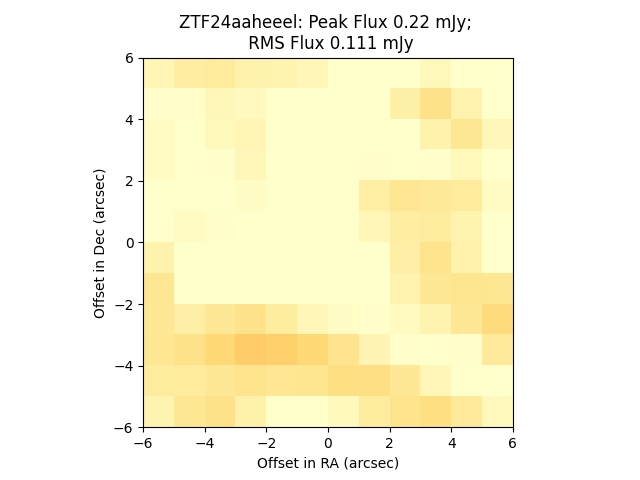 ZTF24aaheeel: Peak Flux 0.22 mJy;
RMS Flux 0.111 mJy
6
4
2
0
−2
−4
−6
Offset in Dec (arcsec)
−6 −4 −2 0 2 4 6
Offset in RA (arcsec)